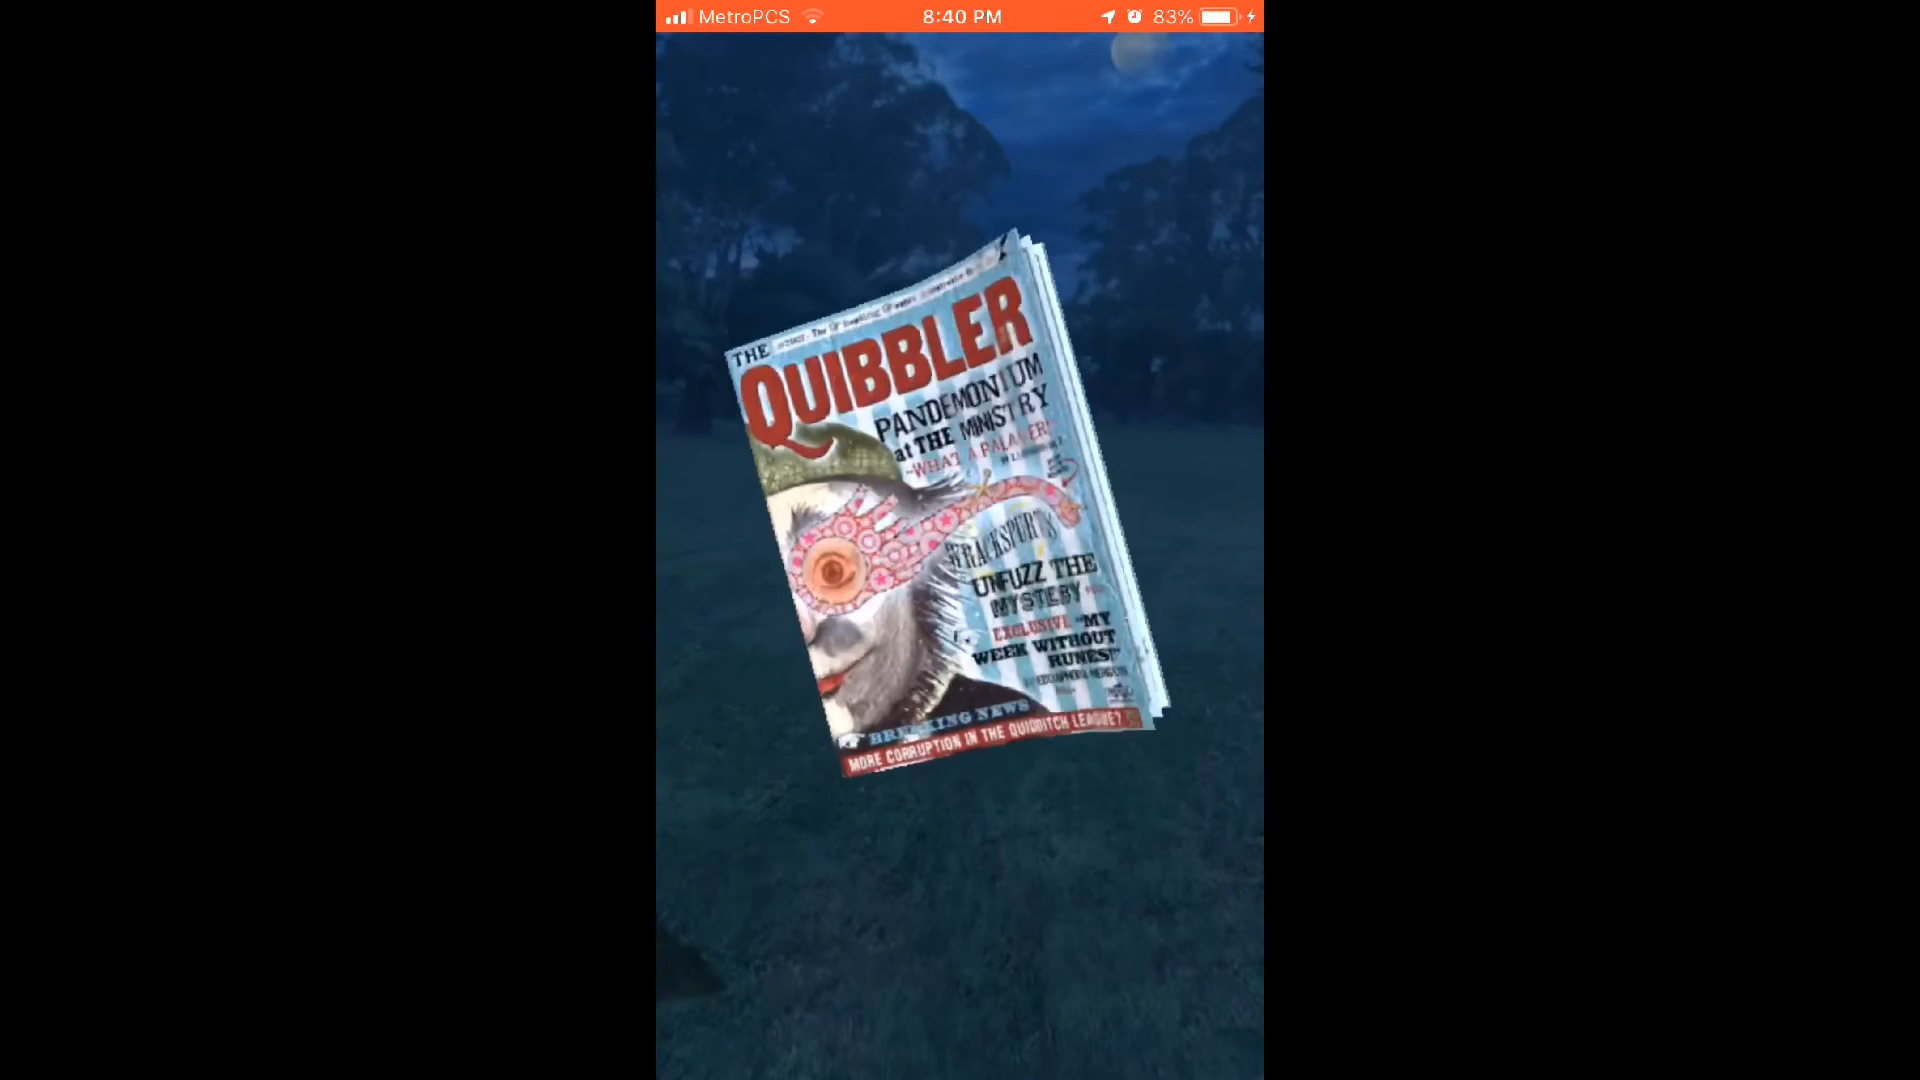 MetroPCS 8:40 PM 83%
THE
QUIBBLER
PANDEMONIUM
at THE MINISTRY
"WHAT A PALAVER!"
WRACKSPURTS
UNFUZZ THE
MYSTERY
EXCLUSIVE "MY
WEEK WITHOUT
RUNES!"
BREAKING NEWS
MORE CORRUPTION IN THE QUIDDITCH LEAGUE?